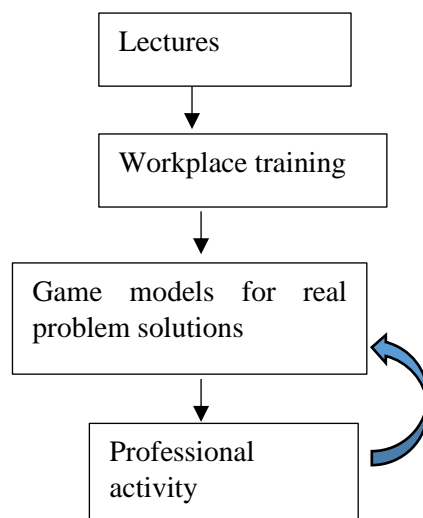 Lectures
Workplace training
Game models for real
problem solutions
Professional
activity